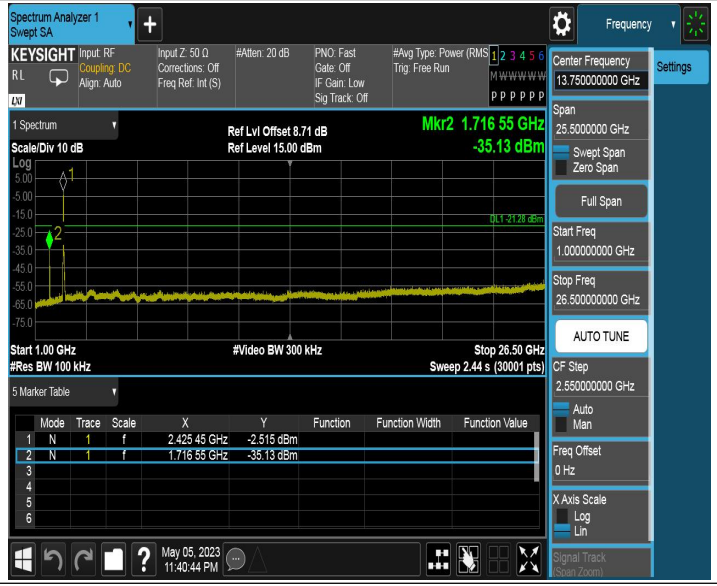 Spectrum Analyzer 1
Swept SA
Frequency
KEYSIGHT
Input: RF
Input Z: 50 Ω
#Atten: 20 dB
PNO: Fast
#Avg Type: Power (RMS
1 2 3 4 5 6
RL
Coupling: DC
Corrections: Off
Gate: Off
Trig: Free Run
M W W W W W
Align: Auto
Freq Ref: Int (S)
IF Gain: Low
Sig Track: Off
P P P P P P
LXI
1 Spectrum
Ref Lvl Offset 8.71 dB
Mkr2 1.716 55 GHz
Scale/Div 10 dB
Ref Level 15.00 dBm
-35.13 dBm
Log
5.00
-5.00
-15.0
-25.0
-35.0
-45.0
-55.0
-65.0
-75.0
1
2
DL1 -21.28 dBm
Start 1.00 GHz
#Video BW 300 kHz
Stop 26.50 GHz
#Res BW 100 kHz
Sweep 2.44 s (30001 pts)
5 Marker Table
Mode Trace Scale X Y Function Function Width Function Value
1 N 1 f 2.425 45 GHz -2.515 dBm
2 N 1 f 1.716 55 GHz -35.13 dBm
3
4
5
6
?
May 05, 2023
11:40:44 PM
Settings
Center Frequency
13.750000000 GHz
Span
25.5000000 GHz
Swept Span
Zero Span
Full Span
Start Freq
1.000000000 GHz
Stop Freq
26.500000000 GHz
AUTO TUNE
CF Step
2.550000000 GHz
Auto
Man
Freq Offset
0 Hz
X Axis Scale
Log
Lin
Signal Track
(Span Zoom)